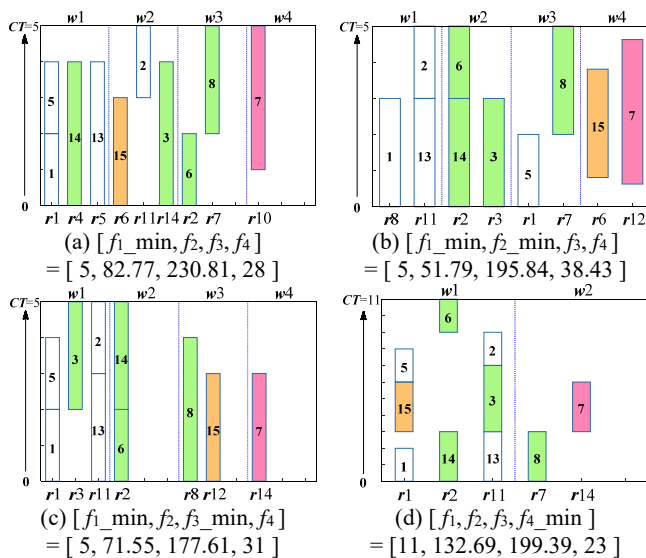 w1 w2 w3 w4
CT=5
2
8
5
7
14
13
3
15
1
6
0
r1 r4 r5 r6 r11 r14 r2 r7 r10
(a) [ f1_min, f2, f3, f4 ]
= [ 5, 82.77, 230.81, 28 ]
w1 w2 w3 w4
CT=5
2
6
8
15
7
1
13
14
3
5
0
r8 r11 r2 r3 r1 r7 r6 r12
(b) [ f1_min, f2_min, f3, f4 ]
= [ 5, 51.79, 195.84, 38.43 ]
w1 w2 w3 w4
CT=5
2
14
3
5
8
15
7
13
1
6
0
r1 r3 r11 r2 r8 r12 r14
(c) [ f1_min, f2, f3_min, f4 ]
= [ 5, 71.55, 177.61, 31 ]
w1 w2
CT=11
6
5
2
15
3
7
1
14
13
8
0
r1 r2 r11 r7 r14
(d) [ f1, f2, f3, f4_min ]
= [11, 132.69, 199.39, 23 ]